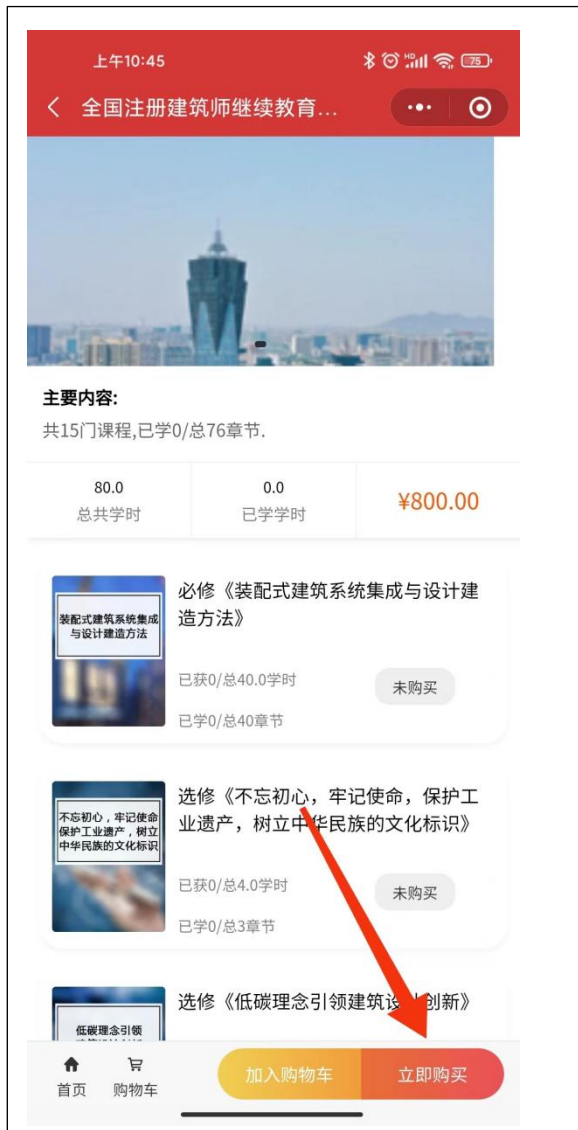 上午10:45
HD
75
全国注册建筑师继续教育...
主要内容:
共15门课程,已学0/总76章节.
80.0
总共学时
0.0
已学学时
¥800.00
装配式建筑系统集成
与设计建造方法
必修《装配式建筑系统集成与设计建
造方法》
已获0/总40.0学时
未购买
已学0/总40章节
不忘初心，牢记使命
保护工业遗产，树立
中华民族的文化标识
选修《不忘初心，牢记使命，保护工
业遗产，树立中华民族的文化标识》
已获0/总4.0学时
未购买
已学0/总3章节
低碳理念引领
选修《低碳理念引领建筑设计创新》
首页
购物车
加入购物车
立即购买